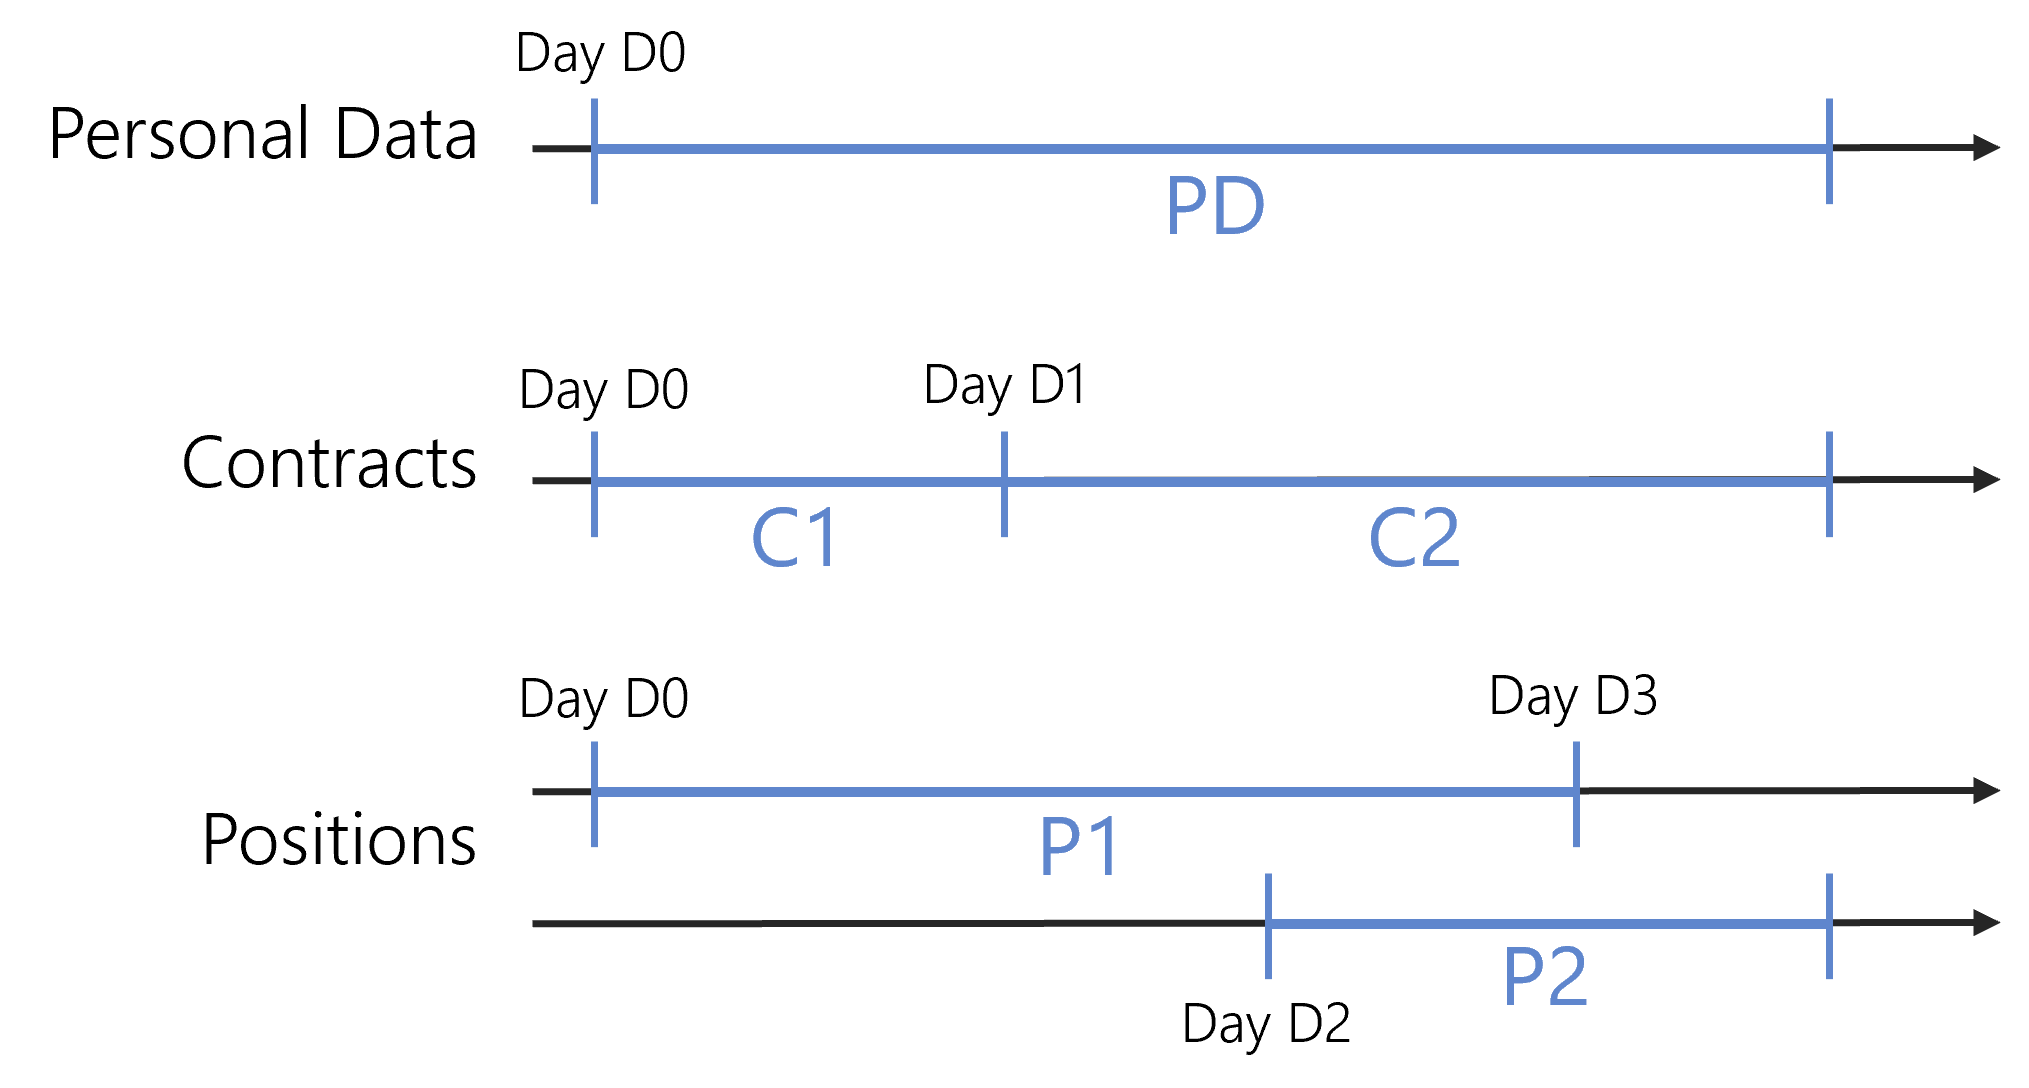 Day D0
Personal Data
PD
Day D0
Day D1
Contracts
C1
C2
Day D0
Day D3
Positions
P1
P2
Day D2